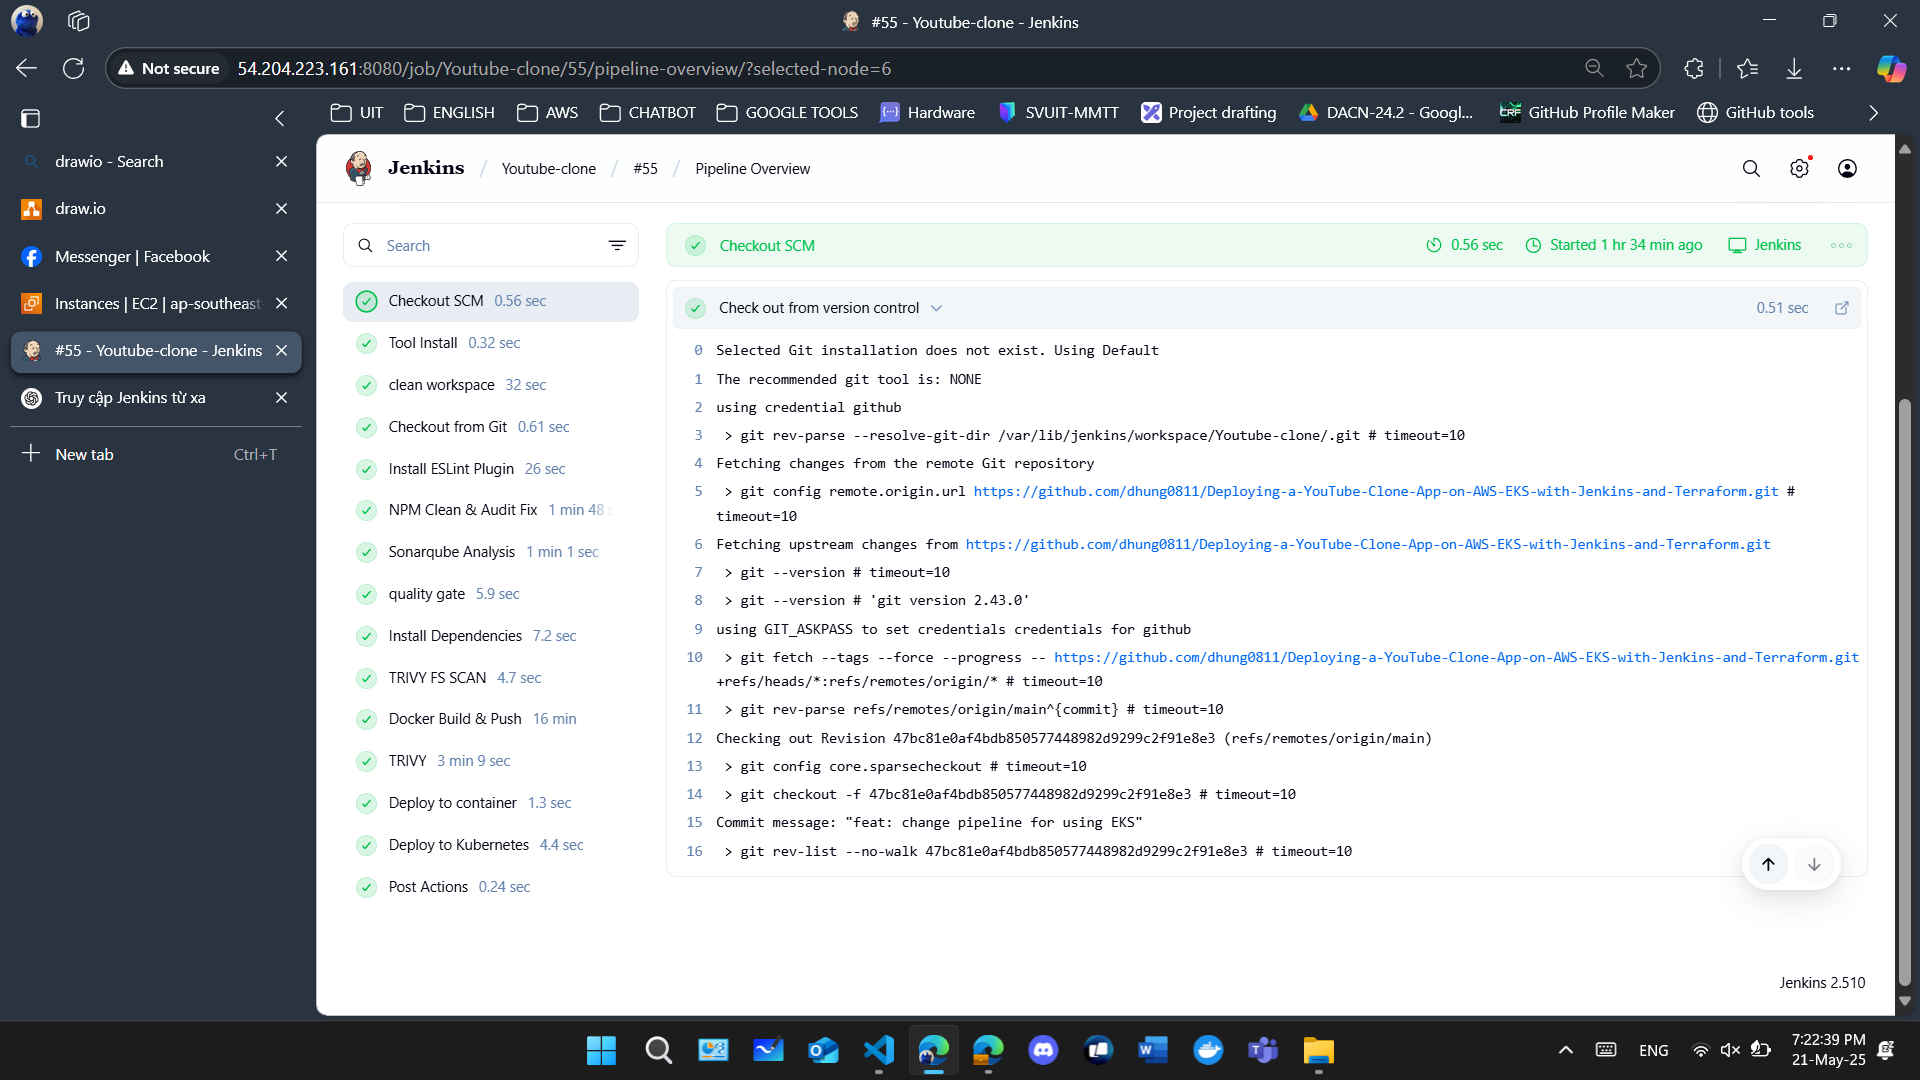 #55 - Youtube-clone - Jenkins
Not secure 54.204.223.161:8080/job/Youtube-clone/55/pipeline-overview/?selected-node=6
UIT ENGLISH AWS CHATBOT GOOGLE TOOLS Hardware SVUIT-MMTT Project drafting DACN-24.2 - Googl... GitHub Profile Maker GitHub tools
drawio - Search
draw.io
Messenger | Facebook
Instances | EC2 | ap-southeast
#55 - Youtube-clone - Jenkins
Truy cập Jenkins từ xa
New tab Ctrl+T
Jenkins / Youtube-clone / #55 / Pipeline Overview
Search
Checkout SCM 0.56 sec
Tool Install 0.32 sec
clean workspace 32 sec
Checkout from Git 0.61 sec
Install ESLint Plugin 26 sec
NPM Clean & Audit Fix 1 min 48 s
Sonarqube Analysis 1 min 1 sec
quality gate 5.9 sec
Install Dependencies 7.2 sec
TRIVY FS SCAN 4.7 sec
Docker Build & Push 16 min
TRIVY 3 min 9 sec
Deploy to container 1.3 sec
Deploy to Kubernetes 4.4 sec
Post Actions 0.24 sec
Checkout SCM 0.56 sec Started 1 hr 34 min ago Jenkins
Check out from version control 0.51 sec
0 Selected Git installation does not exist. Using Default
1 The recommended git tool is: NONE
2 using credential github
3 > git rev-parse --resolve-git-dir /var/lib/jenkins/workspace/Youtube-clone/.git # timeout=10
4 Fetching changes from the remote Git repository
5 > git config remote.origin.url https://github.com/dhung0811/Deploying-a-YouTube-Clone-App-on-AWS-EKS-with-Jenkins-and-Terraform.git #
timeout=10
6 Fetching upstream changes from https://github.com/dhung0811/Deploying-a-YouTube-Clone-App-on-AWS-EKS-with-Jenkins-and-Terraform.git
7 > git --version # timeout=10
8 > git --version # 'git version 2.43.0'
9 using GIT_ASKPASS to set credentials credentials for github
10 > git fetch --tags --force --progress -- https://github.com/dhung0811/Deploying-a-YouTube-Clone-App-on-AWS-EKS-with-Jenkins-and-Terraform.git
+refs/heads/*:refs/remotes/origin/* # timeout=10
11 > git rev-parse refs/remotes/origin/main^{commit} # timeout=10
12 Checking out Revision 47bc81e0af4bdb850577448982d9299c2f91e8e3 (refs/remotes/origin/main)
13 > git config core.sparsecheckout # timeout=10
14 > git checkout -f 47bc81e0af4bdb850577448982d9299c2f91e8e3 # timeout=10
15 Commit message: "feat: change pipeline for using EKS"
16 > git rev-list --no-walk 47bc81e0af4bdb850577448982d9299c2f91e8e3 # timeout=10
Jenkins 2.510
ENG
7:22:39 PM
21-May-25